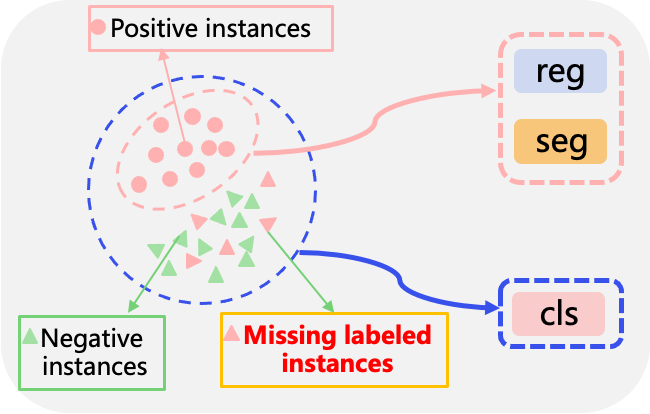 Positive instances
reg
seg
cls
Negative
instances
Missing labeled
instances